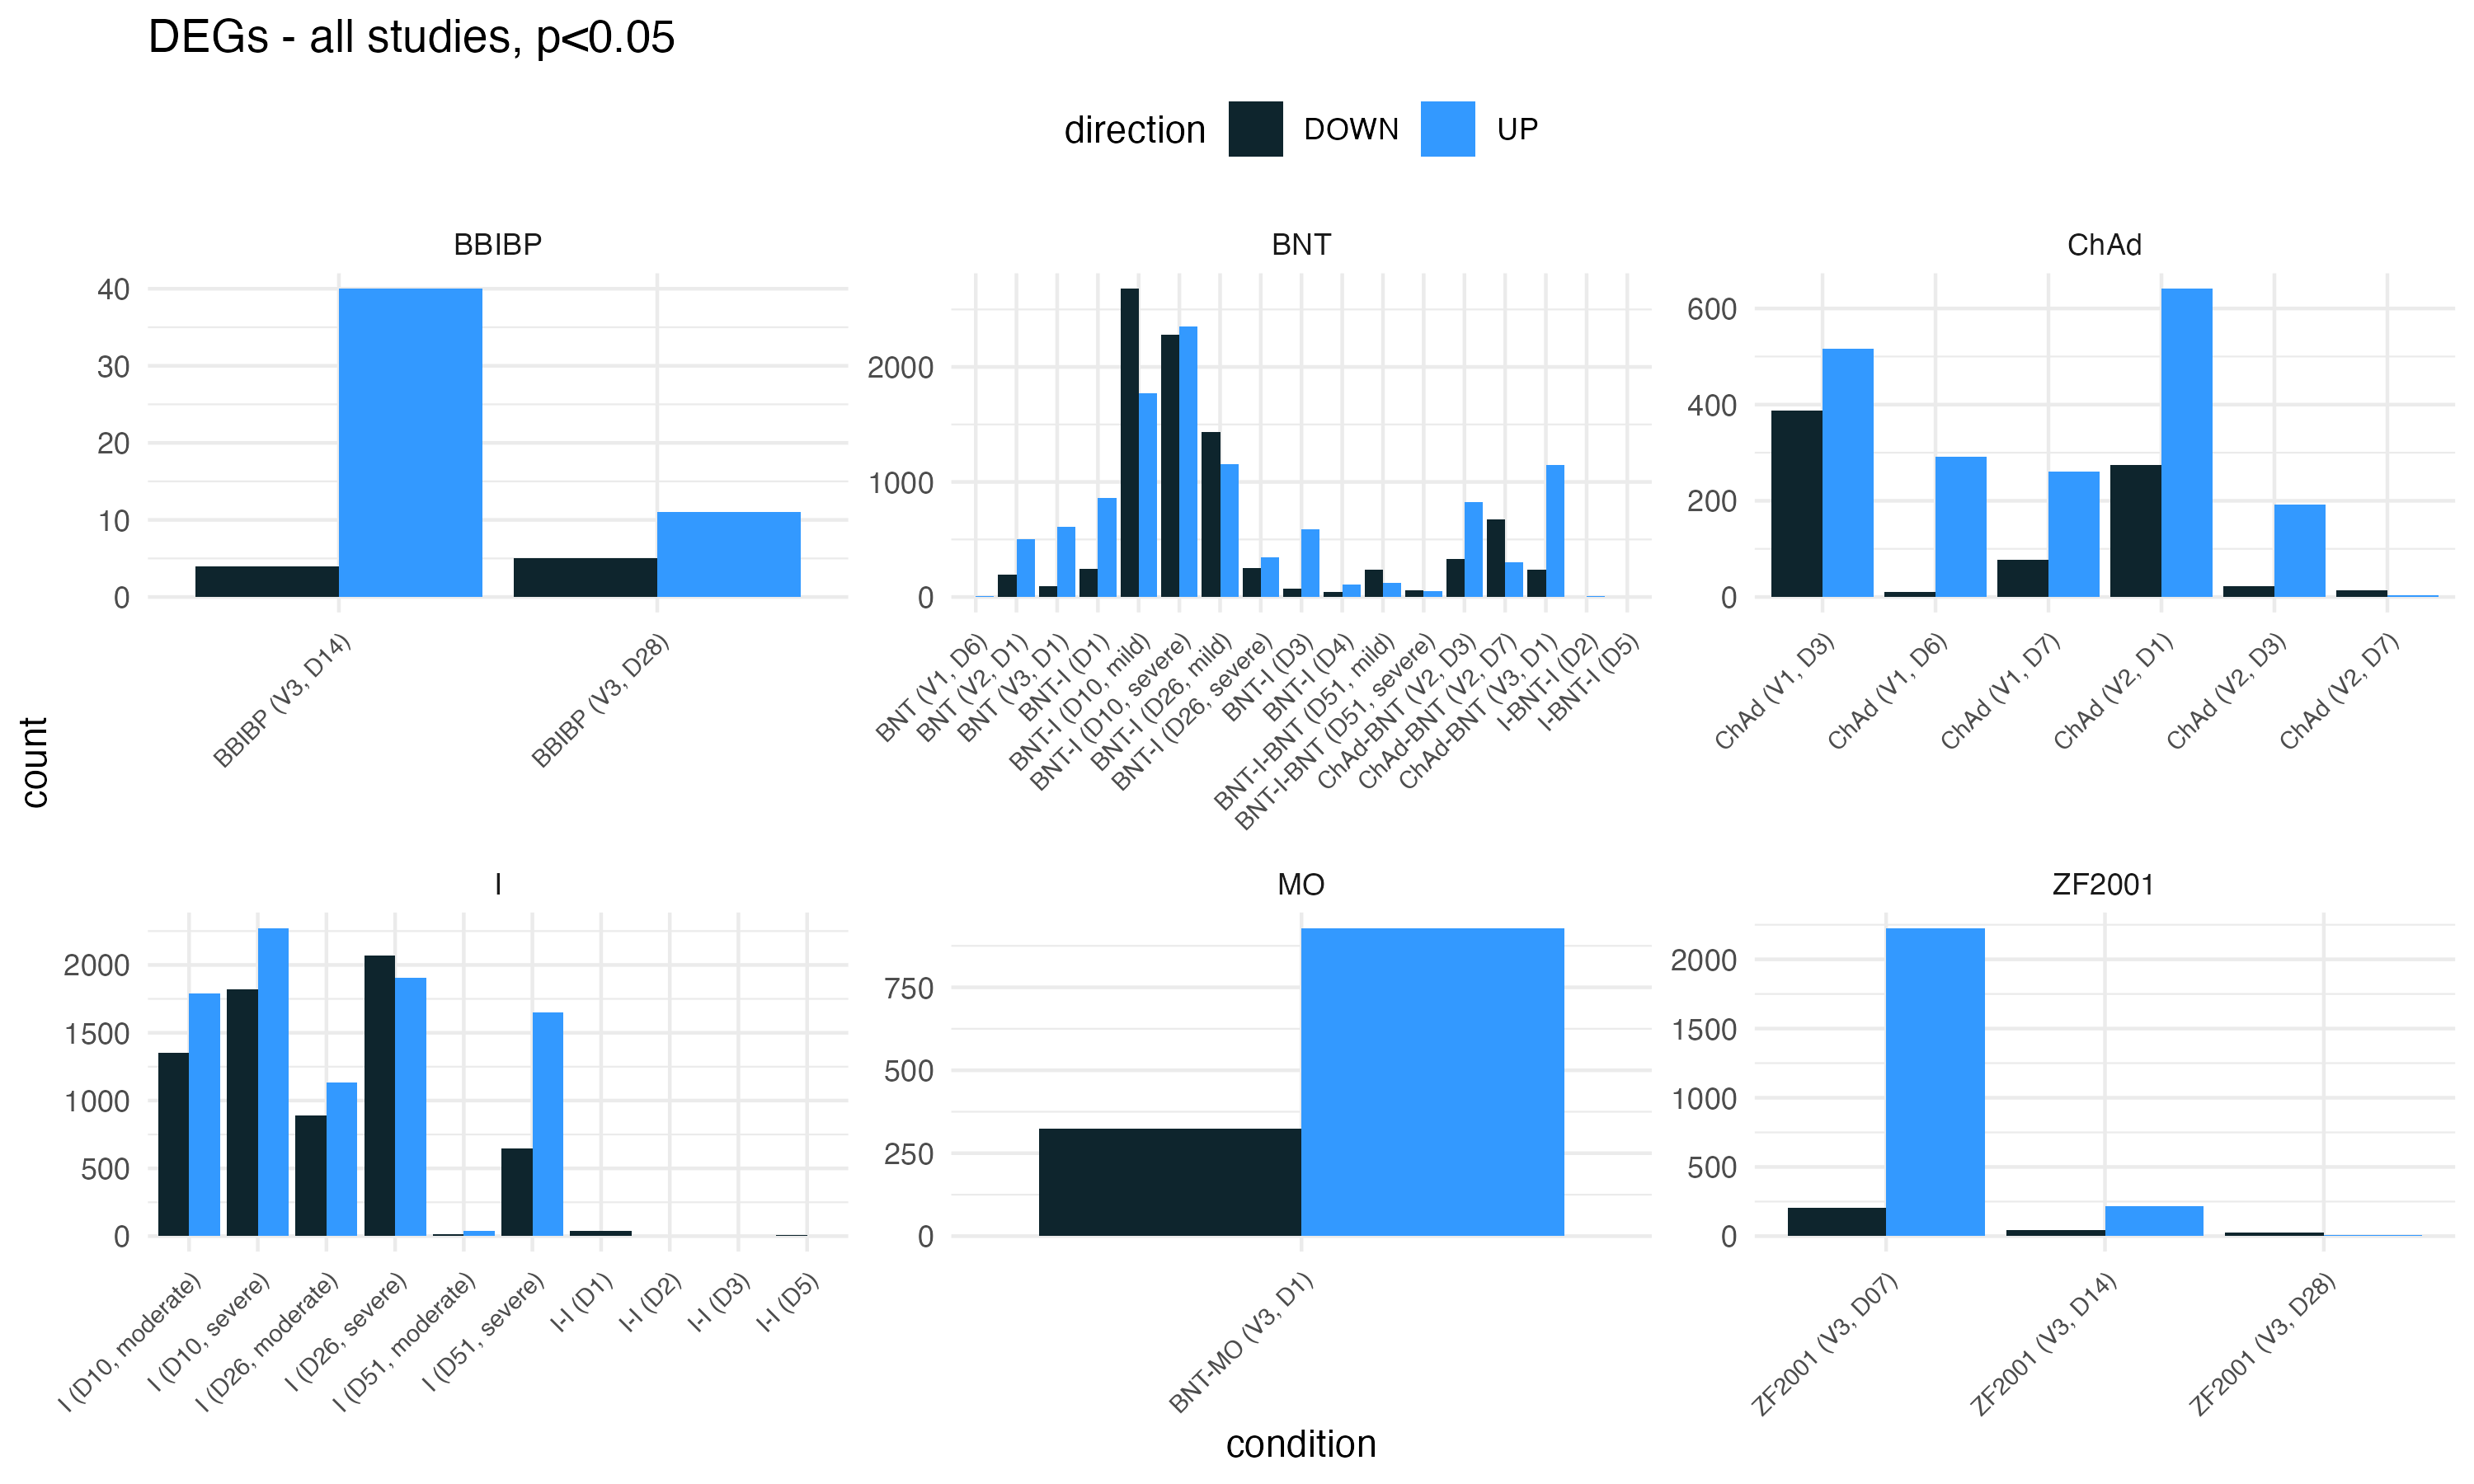 DEGs - all studies, p<0.05
direction DOWN UP
BBIBP
BNT
ChAd
40
30
20
10
0
2000
1000
0
600
400
200
0
BBIBP (V3, D14)
BBIBP (V3, D28)
BNT (V1, D6)
BNT (V2, D1)
BNT (V3, D1)
BNT-I (D1)
BNT-I (D10, mild)
BNT-I (D10, severe)
BNT-I (D26, mild)
BNT-I (D26, severe)
BNT-I (D3)
BNT-I (D4)
BNT-I-BNT (D51, mild)
BNT-I-BNT (D51, severe)
ChAd-BNT (V2, D3)
ChAd-BNT (V2, D7)
ChAd-BNT (V3, D1)
I-BNT-I (D2)
I-BNT-I (D5)
ChAd (V1, D3)
ChAd (V1, D6)
ChAd (V1, D7)
ChAd (V2, D1)
ChAd (V2, D3)
ChAd (V2, D7)
count
I
MO
ZF2001
2000
1500
1000
500
0
750
500
250
0
2000
1500
1000
500
0
I (D10, moderate)
I (D10, severe)
I (D26, moderate)
I (D26, severe)
I (D51, moderate)
I (D51, severe)
I-I (D1)
I-I (D2)
I-I (D3)
I-I (D5)
BNT-MO (V3, D1)
ZF2001 (V3, D07)
ZF2001 (V3, D14)
ZF2001 (V3, D28)
condition